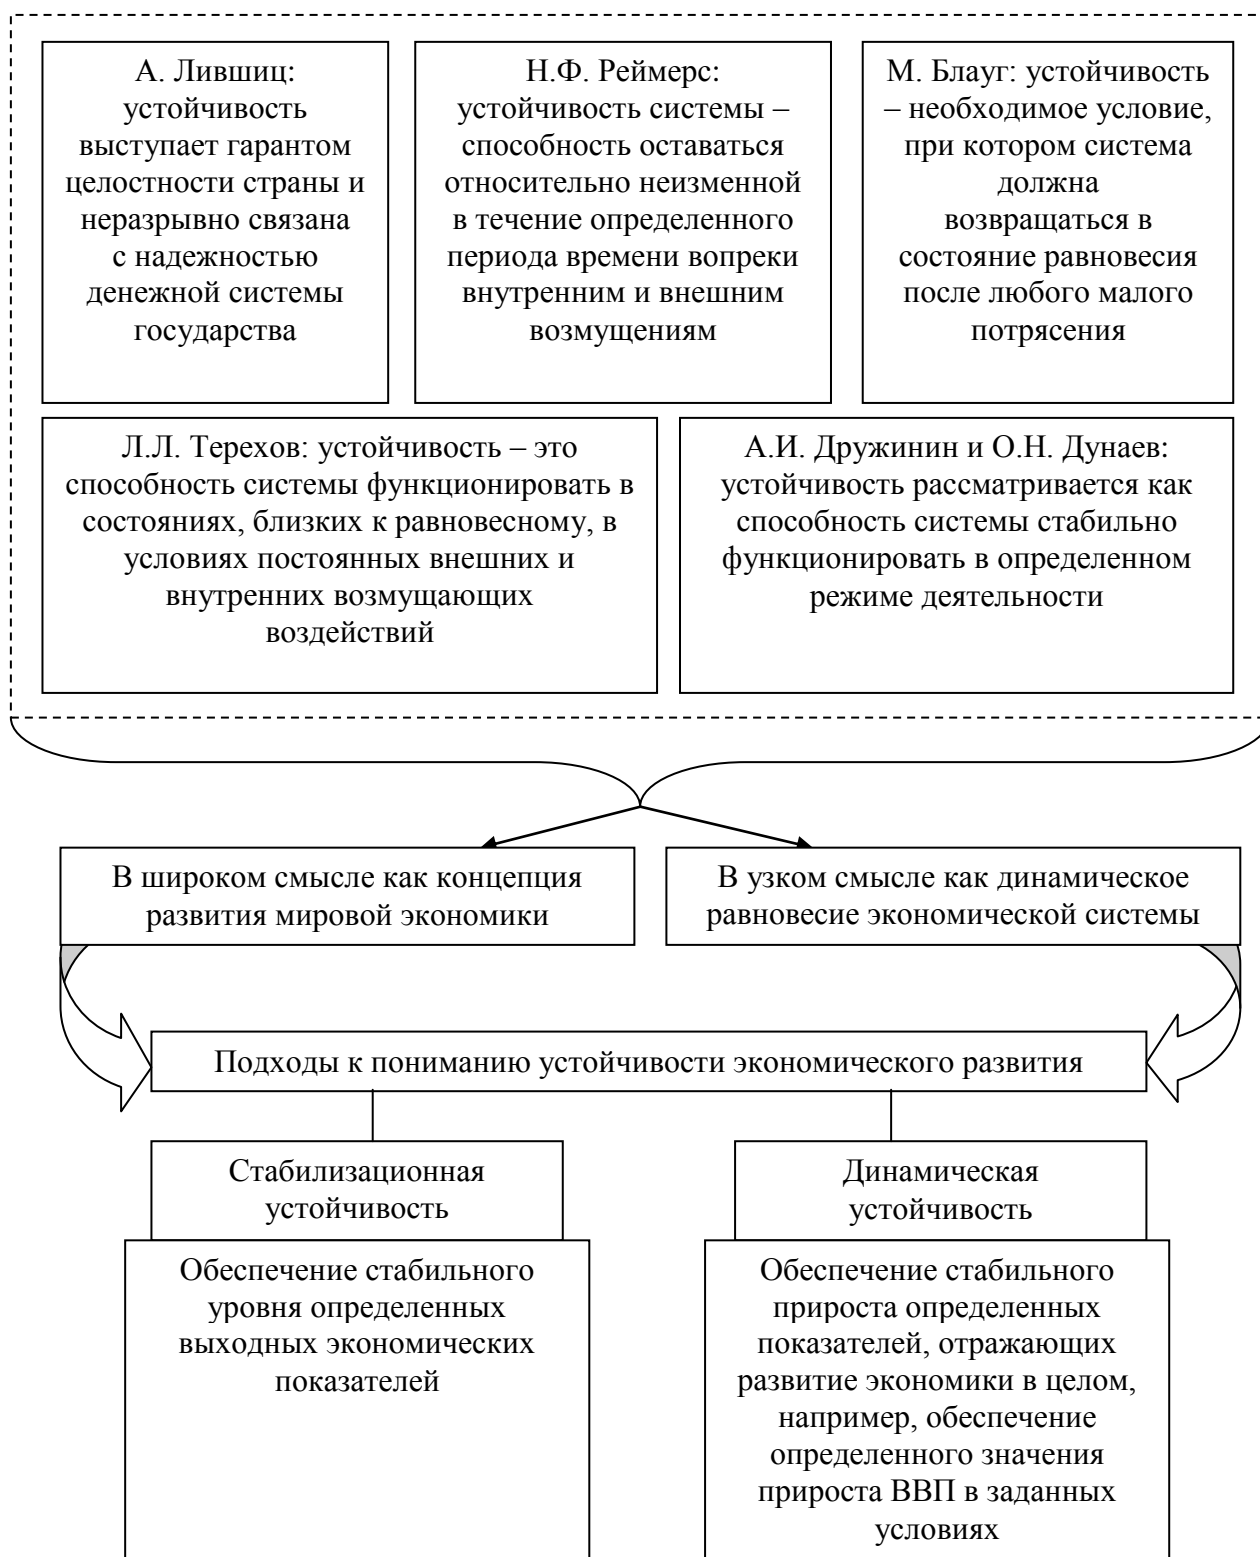 А. Лившиц:
устойчивость
выступает гарантом
целостности страны и
неразрывно связана
с надежностью
денежной системы
государства
Н.Ф. Реймерс:
устойчивость системы –
способность оставаться
относительно неизменной
в течение определенного
периода времени вопреки
внутренним и внешним
возмущениям
М. Блауг: устойчивость
– необходимое условие,
при котором система
должна
возвращаться в
состояние равновесия
после любого малого
потрясения
Л.Л. Терехов: устойчивость – это
способность системы функционировать в
состояниях, близких к равновесному, в
условиях постоянных внешних и
внутренних возмущающих
воздействий
А.И. Дружинин и О.Н. Дунаев:
устойчивость рассматривается как
способность системы стабильно
функционировать в определенном
режиме деятельности
В широком смысле как концепция
развития мировой экономики
В узком смысле как динамическое
равновесие экономической системы
Подходы к пониманию устойчивости экономического развития
Стабилизационная
устойчивость
Динамическая
устойчивость
Обеспечение стабильного
уровня определенных
выходных экономических
показателей
Обеспечение стабильного
прироста определенных
показателей, отражающих
развитие экономики в целом,
например, обеспечение
определенного значения
прироста ВВП в заданных
условиях